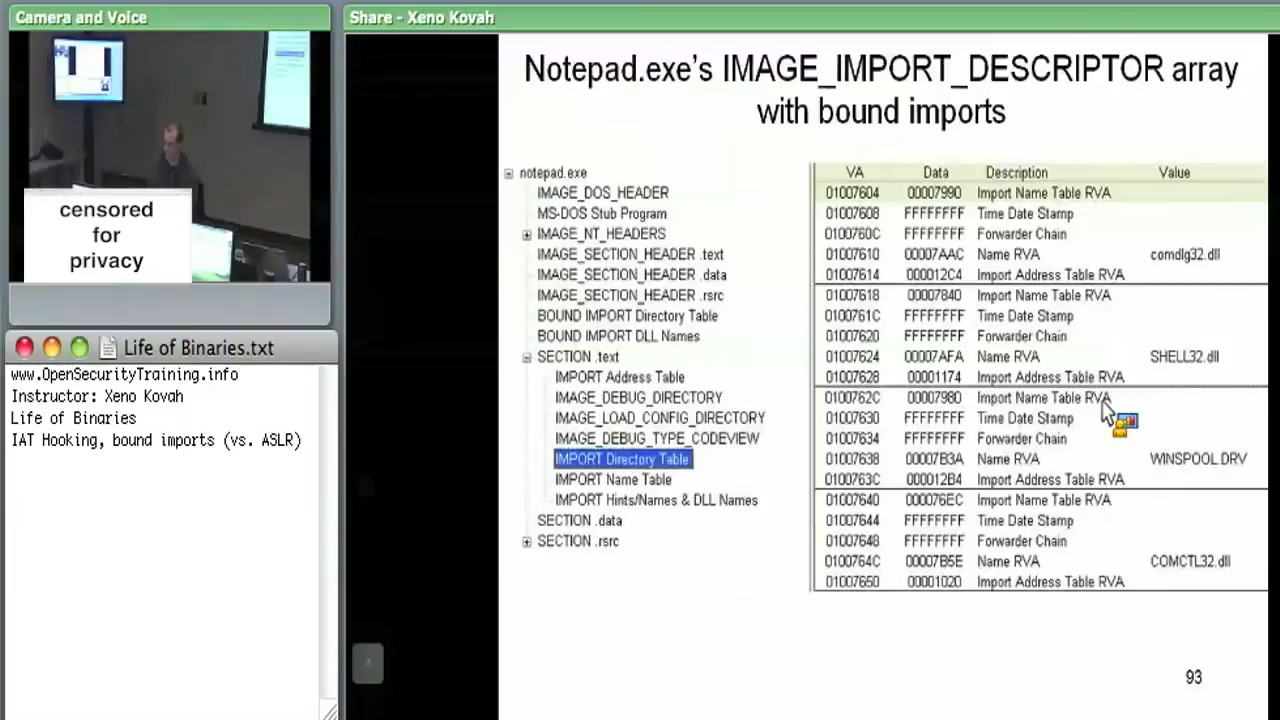 Camera and Voice
censored
for
privacy
Life of Binaries.txt
www.OpenSecurityTraining.info
Instructor: Xeno Kovah
Life of Binaries
IAT Hooking, bound imports (vs. ASLR)
Share - Xeno Kovah
Notepad.exe's IMAGE_IMPORT_DESCRIPTOR array
with bound imports
notepad.exe
IMAGE_DOS_HEADER
MS-DOS Stub Program
IMAGE_NT_HEADERS
IMAGE_SECTION_HEADER .text
IMAGE_SECTION_HEADER .data
IMAGE_SECTION_HEADER .rsrc
BOUND IMPORT Directory Table
BOUND IMPORT DLL Names
SECTION .text
IMPORT Address Table
IMAGE_DEBUG_DIRECTORY
IMAGE_LOAD_CONFIG_DIRECTORY
IMAGE_DEBUG_TYPE_CODEVIEW
IMPORT Directory Table
IMPORT Name Table
IMPORT Hints/Names & DLL Names
SECTION .data
SECTION .rsrc
VA Data Description Value
01007604 00007990 Import Name Table RVA
01007608 FFFFFFFF Time Date Stamp
0100760C FFFFFFFF Forwarder Chain
01007610 00007AAC Name RVA comdlg32.dll
01007614 000012C4 Import Address Table RVA
01007618 00007840 Import Name Table RVA
0100761C FFFFFFFF Time Date Stamp
01007620 FFFFFFFF Forwarder Chain
01007624 00007AFA Name RVA SHELL32.dll
01007628 00001174 Import Address Table RVA
0100762C 00007980 Import Name Table RVA
01007630 FFFFFFFF Time Date Stamp
01007634 FFFFFFFF Forwarder Chain
01007638 00007B3A Name RVA WINSPOOL.DRV
0100763C 000012B4 Import Address Table RVA
01007640 000076EC Import Name Table RVA
01007644 FFFFFFFF Time Date Stamp
01007648 FFFFFFFF Forwarder Chain
0100764C 00007B5E Name RVA COMCTL32.dll
01007650 00001020 Import Address Table RVA
93